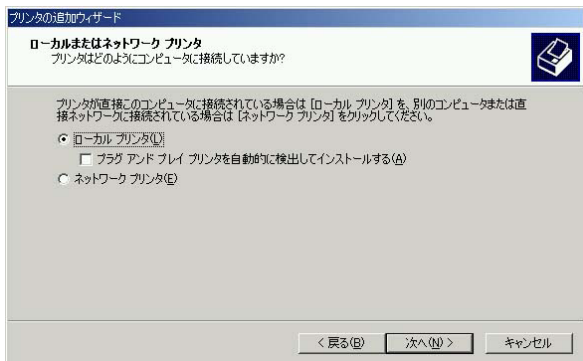 プリンタの追加ウィザード
ローカルまたはネットワーク プリンタ
プリンタはどのようにコンピュータに接続していますか?
プリンタが直接このコンピュータに接続されている場合は [ローカル プリンタ] を、別のコンピュータまたは直
接ネットワークに接続されている場合は [ネットワーク プリンタ] をクリックしてください。
ローカル プリンタ(L)
プラグ アンド プレイ プリンタを自動的に検出してインストールする(A)
ネットワーク プリンタ(E)
< 戻る(B)
次へ(N) >
キャンセル